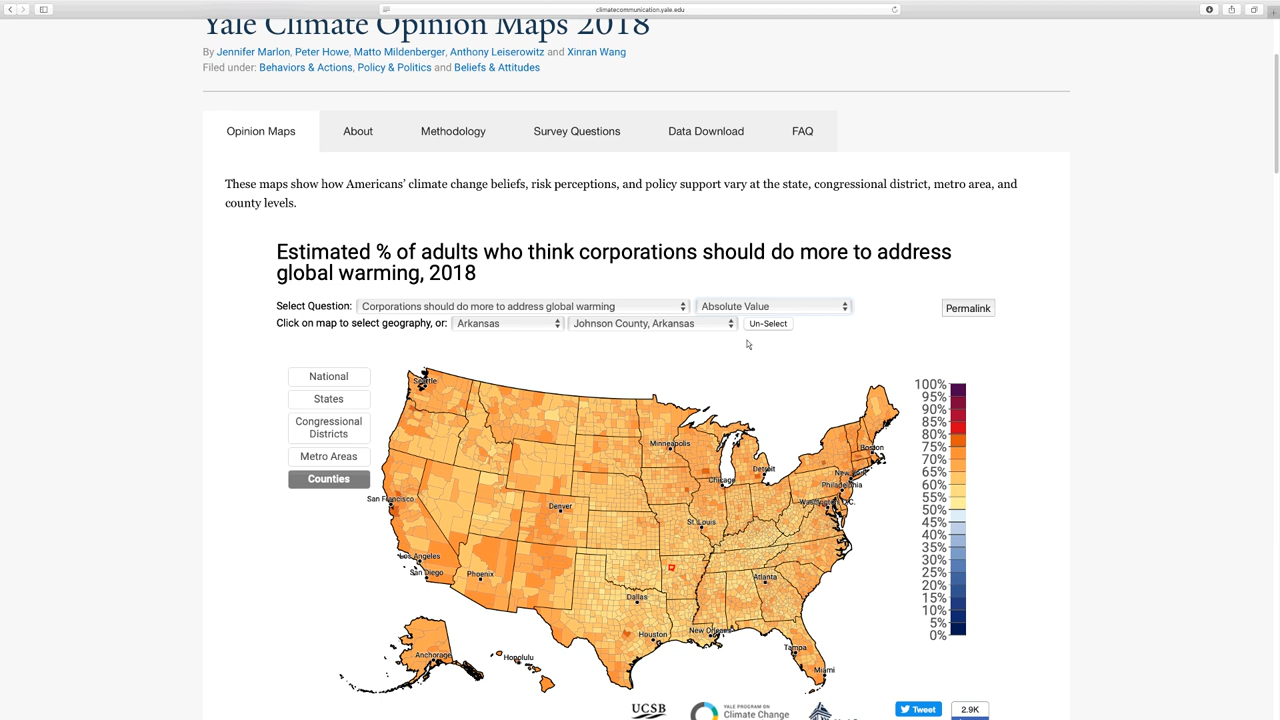 climatecommunication.yale.edu
Yale Climate Opinion Maps 2018
By Jennifer Marlon, Peter Howe, Matto Mildenberger, Anthony Leiserowitz and Xinran Wang
Filed under: Behaviors & Actions, Policy & Politics and Beliefs & Attitudes
Opinion Maps About Methodology Survey Questions Data Download FAQ
These maps show how Americans' climate change beliefs, risk perceptions, and policy support vary at the state, congressional district, metro area, and
county levels.
Estimated % of adults who think corporations should do more to address
global warming, 2018
Select Question: Corporations should do more to address global warming Absolute Value
Permalink
Click on map to select geography, or: Arkansas Johnson County, Arkansas Un-Select
National
States
Congressional
Districts
Metro Areas
Counties
Seattle
Minneapolis
Boston
Detroit
New York
Chicago
Philadelphia
San Francisco
Denver
Washington D.C.
St. Louis
Los Angeles
San Diego
Phoenix
Atlanta
Dallas
Houston
New Orleans
Tampa
Miami
Anchorage
Honolulu
100%
95%
90%
85%
80%
75%
70%
65%
60%
55%
50%
45%
40%
35%
30%
25%
20%
15%
10%
5%
0%
UCSB
YALE PROGRAM ON
Climate Change
Tweet
2.9K